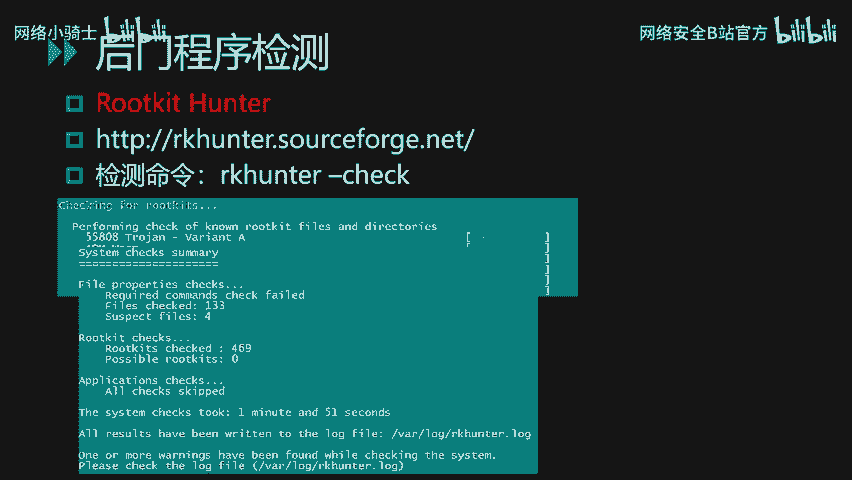 网络小骑士 bilibili
网络安全B站官方 bilibili
后门程序检测
Rootkit Hunter
http://rkhunter.sourceforge.net/
检测命令：rkhunter –check
Checking for rootkits...
Performing check of known rootkit files and directories
55808 Trojan - Variant A [ ]
System checks summary
=====================
File properties checks...
Required commands check failed
Files checked: 133
Suspect files: 4
Rootkit checks...
Rootkits checked : 469
Possible rootkits: 0
Applications checks...
All checks skipped
The system checks took: 1 minute and 51 seconds
All results have been written to the log file: /var/log/rkhunter.log
One or more warnings have been found while checking the system.
Please check the log file (/var/log/rkhunter.log)